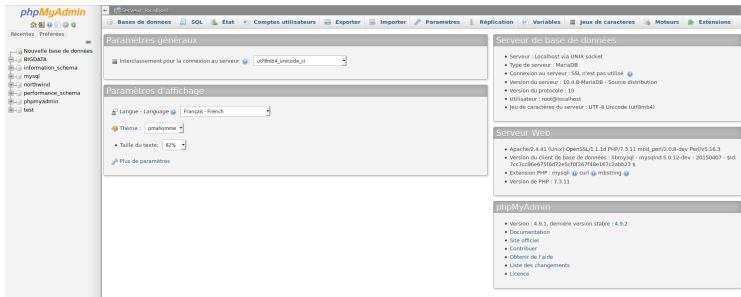 phpMyAdmin
Récentes Préférées
Nouvelle base de données
BIGDATA
information_schema
mysql
northwind
performance_schema
phpmyadmin
test
Serveur: localhost
Bases de données SQL État Comptes utilisateurs Exporter Importer Paramètres Réplication Variables Jeux de caractères Moteurs Extensions
Paramètres généraux
Interclassement pour la connexion au serveur : utf8mb4_unicode_ci
Paramètres d'affichage
Langue - Language Français - French
Thème : pmahomme
Taille du texte: 82%
Plus de paramètres
Serveur de base de données
Serveur : Localhost via UNIX socket
Type de serveur : MariaDB
Connexion au serveur : SSL n'est pas utilisé
Version du serveur : 10.4.8-MariaDB - Source distribution
Version du protocole : 10
Utilisateur : root@localhost
Jeu de caractères du serveur : UTF-8 Unicode (utf8mb4)
Serveur Web
Apache/2.4.41 (Unix) OpenSSL/1.1.1d PHP/7.3.11 mod_perl/2.0.8-dev Perl/v5.16.3
Version du client de base de données : libmysql - mysqlnd 5.0.12-dev - 20150407 - $Id:
7cc7cc96e675f6d72e5cf0f267f48e167c2abb23 $
Extension PHP : mysqli curl mbstring
Version de PHP : 7.3.11
phpMyAdmin
Version : 4.9.1, dernière version stable : 4.9.2
Documentation
Site officiel
Contribuer
Obtenir de l'aide
Liste des changements
Licence